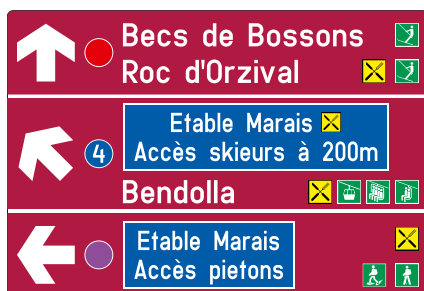 Becs de Bossons
Roc d'Orzival
Etable Marais
4
Accès skieurs à 200m
Bendolla
Etable Marais
Accès pietons